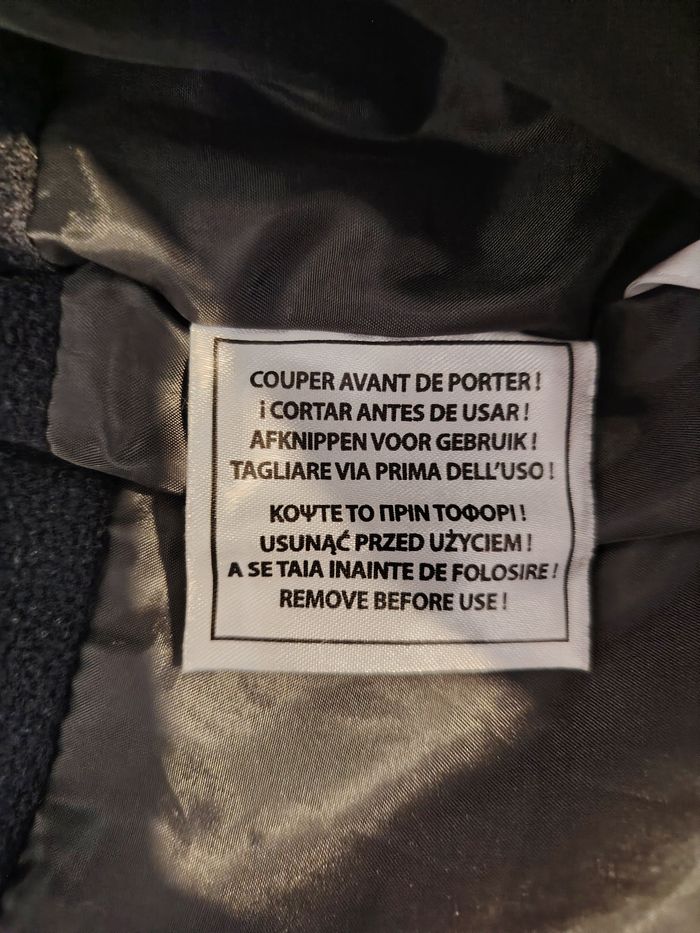 COUPER AVANT DE PORTER !
¡ CORTAR ANTES DE USAR !
AFKNIPPEN VOOR GEBRUIK !
TAGLIARE VIA PRIMA DELL'USO !
ΚΟΨΤΕ ΤΟ ΠΡΙΝ ΤΟΦΟΡΙ !
USUNĄĆ PRZED UŻYCIEM !
A SE TAIA INAINTE DE FOLOSIRE !
REMOVE BEFORE USE !